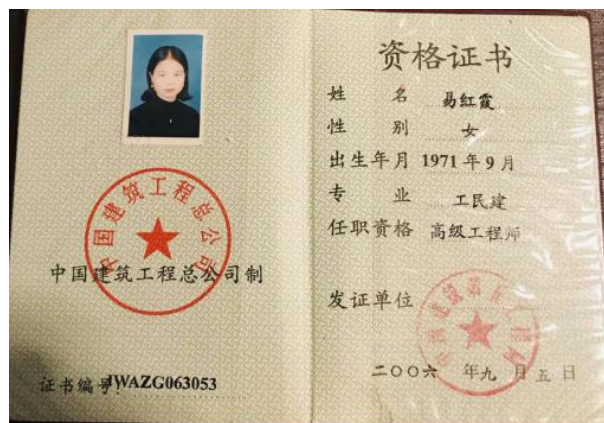 中国建筑工程总公司
中国建筑工程总公司制
证书编号:JWAZG063053
资格证书
姓 名 易红霞
性 别 女
出生年月 1971年9月
专 业 工民建
任职资格 高级工程师
发证单位
二〇〇六 年九 月五 日